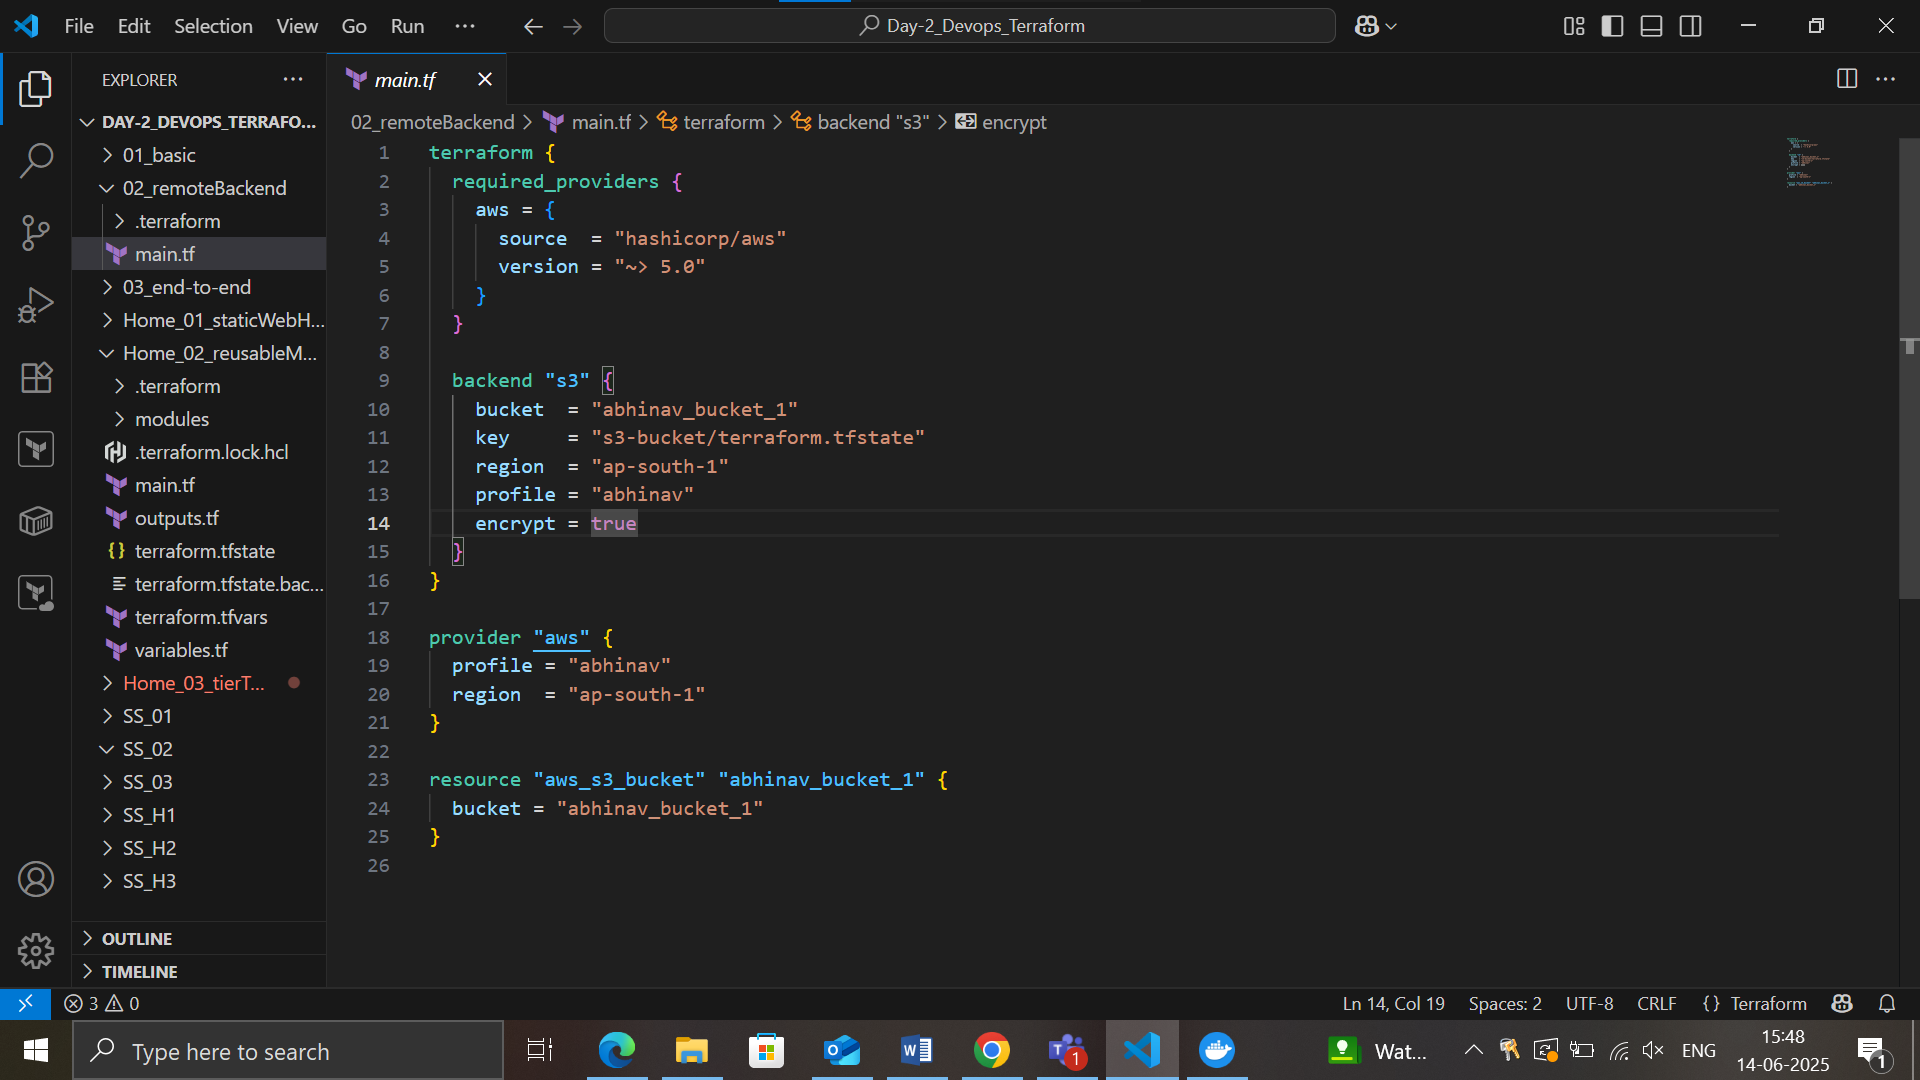 File Edit Selection View Go Run ···
Day-2_Devops_Terraform
EXPLORER
DAY-2_DEVOPS_TERRAFO...
01_basic
02_remoteBackend
.terraform
main.tf
03_end-to-end
Home_01_staticWebH...
Home_02_reusableM...
.terraform
modules
.terraform.lock.hcl
main.tf
outputs.tf
terraform.tfstate
terraform.tfstate.bac...
terraform.tfvars
variables.tf
Home_03_tierT...
SS_01
SS_02
SS_03
SS_H1
SS_H2
SS_H3
OUTLINE
TIMELINE
main.tf
02_remoteBackend > main.tf > terraform > backend "s3" > encrypt
1 terraform {
2 required_providers {
3 aws = {
4 source = "hashicorp/aws"
5 version = "~> 5.0"
6 }
7 }
8
9 backend "s3" {
10 bucket = "abhinav_bucket_1"
11 key = "s3-bucket/terraform.tfstate"
12 region = "ap-south-1"
13 profile = "abhinav"
14 encrypt = true
15 }
16 }
17
18 provider "aws" {
19 profile = "abhinav"
20 region = "ap-south-1"
21 }
22
23 resource "aws_s3_bucket" "abhinav_bucket_1" {
24 bucket = "abhinav_bucket_1"
25 }
26
3 0
Ln 14, Col 19 Spaces: 2 UTF-8 CRLF {} Terraform
Type here to search
1
Wat...
ENG
15:48
14-06-2025
1